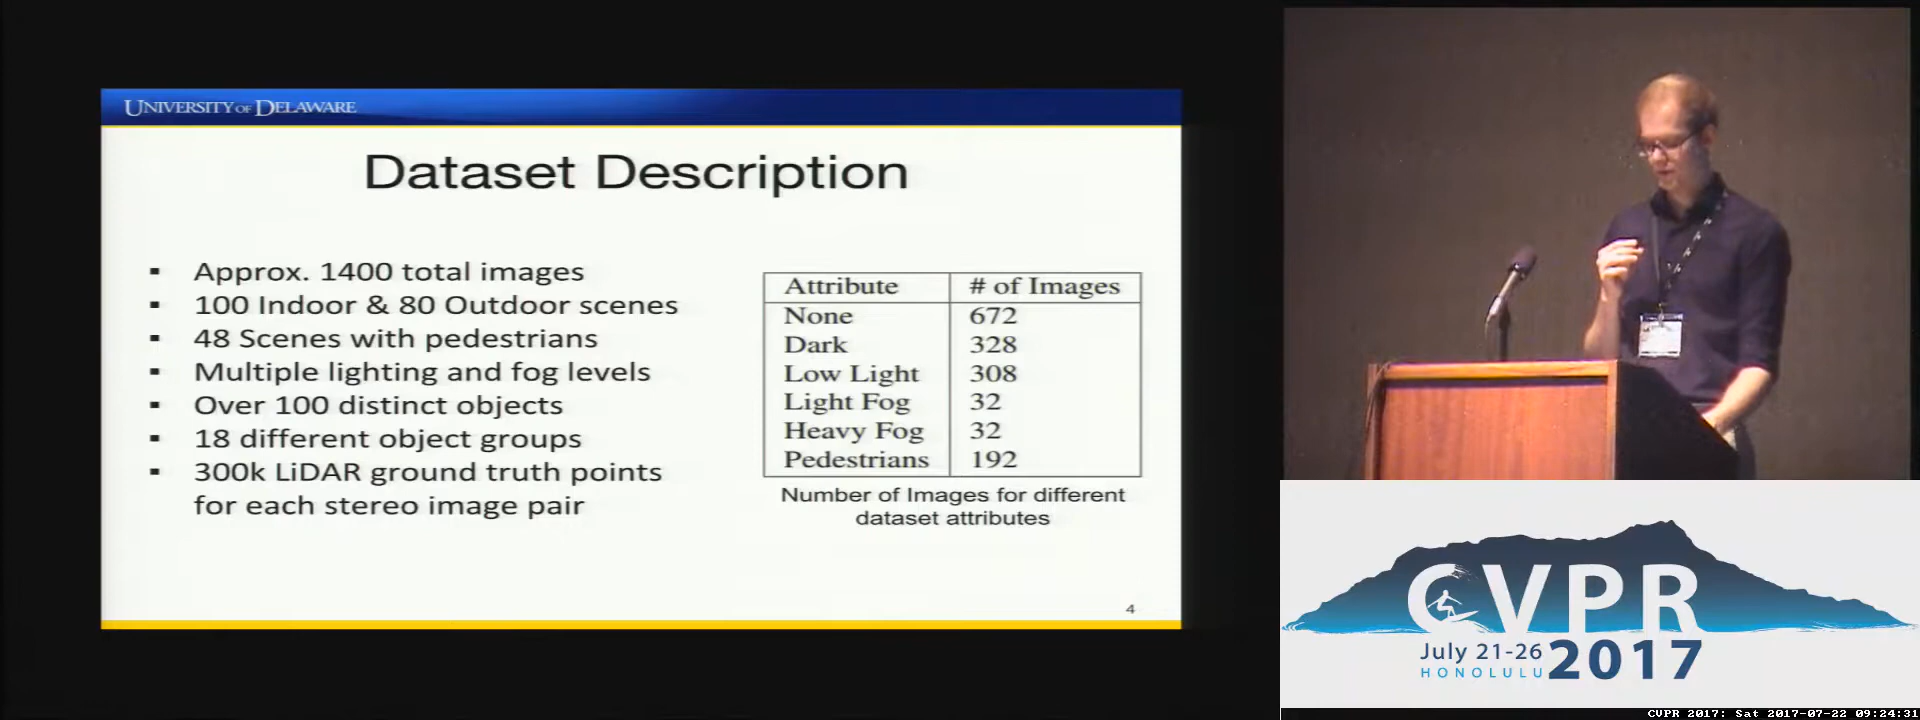 UNIVERSITY OF DELAWARE
Dataset Description
▪ Approx. 1400 total images
▪ 100 Indoor & 80 Outdoor scenes
▪ 48 Scenes with pedestrians
▪ Multiple lighting and fog levels
▪ Over 100 distinct objects
▪ 18 different object groups
▪ 300k LiDAR ground truth points
for each stereo image pair
Attribute # of Images
None 672
Dark 328
Low Light 308
Light Fog 32
Heavy Fog 32
Pedestrians 192
Number of Images for different
dataset attributes
4
CVPR
July 21-26
HONOLULU
2017
CVPR 2017: Sat 2017-07-22 09:24:31